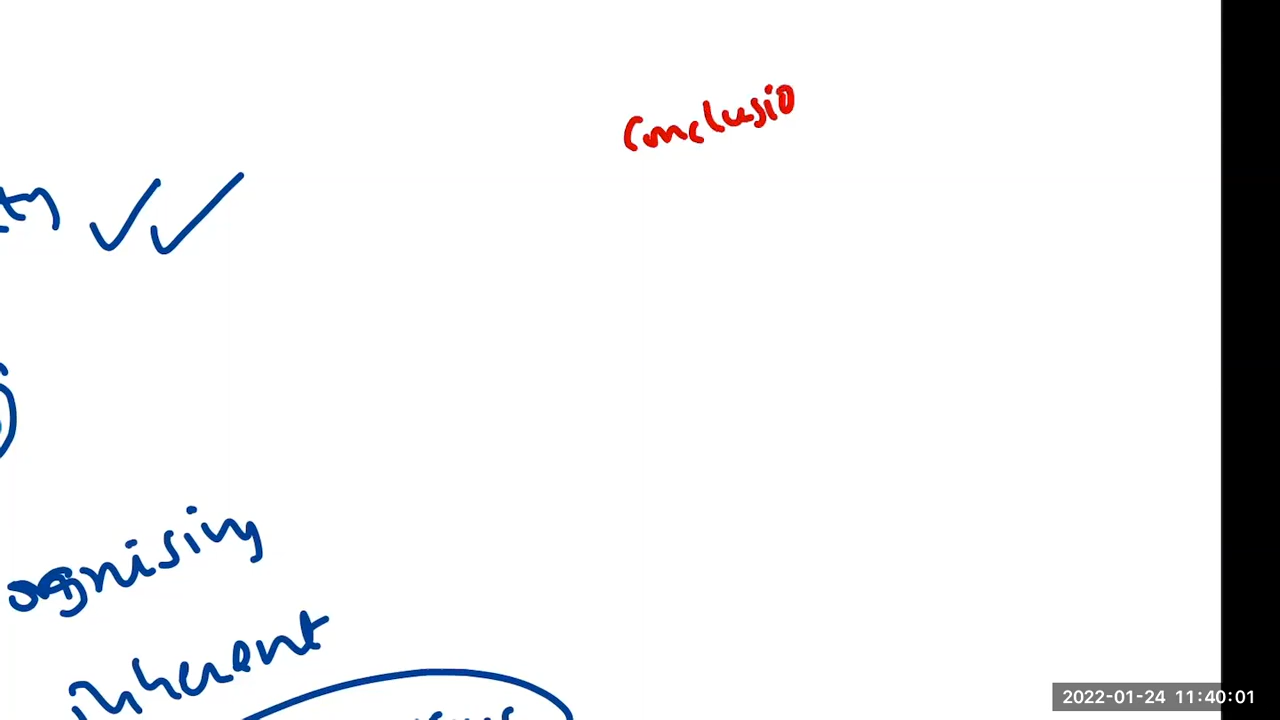 Conclusio
ty
ognising
inherent
2022-01-24 11:40:01